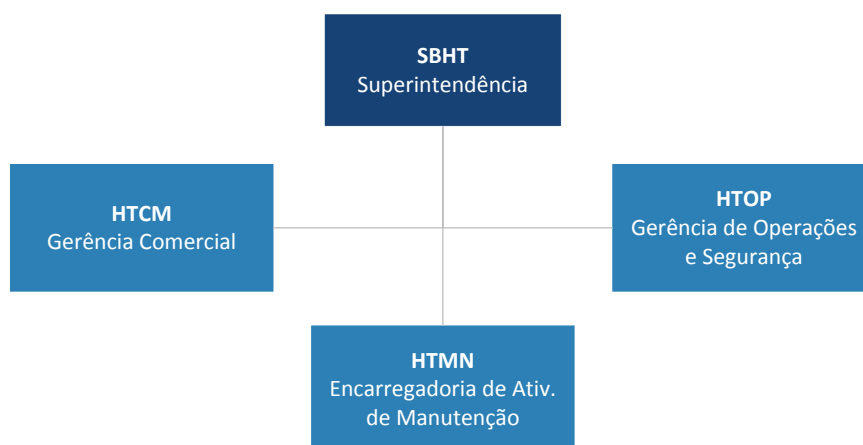 SBHT
Superintendência
HTCM
Gerência Comercial
HTOP
Gerência de Operações
e Segurança
HTMN
Encarregadoria de Ativ.
de Manutenção